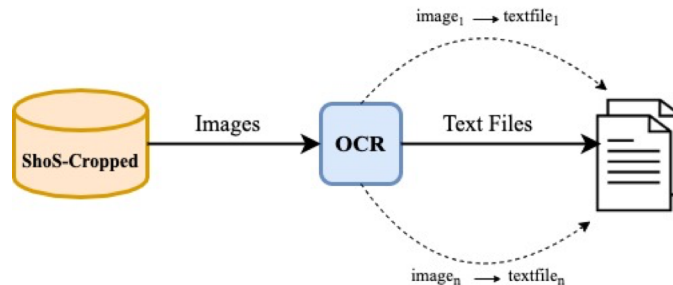 image₁ → textfile₁
Images
Text Files
ShoS-Cropped
OCR
imageₙ → textfileₙ